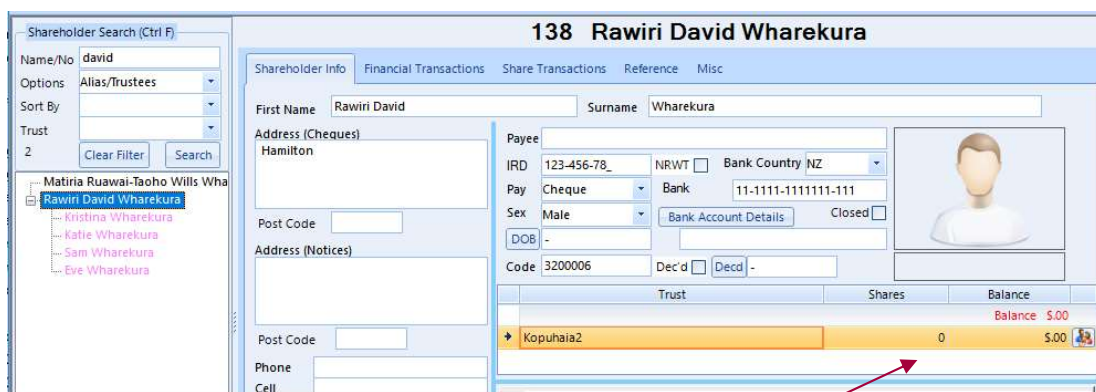 138 Rawiri David Wharekura
Shareholder Search (Ctrl F)
Name/No david
Options Alias/Trustees
Sort By
Trust
2 Clear Filter Search
Matiria Ruawai-Taoho Wills Wha
Rawiri David Wharekura
Kristina Wharekura
Katie Wharekura
Sam Wharekura
Eve Wharekura
Shareholder Info Financial Transactions Share Transactions Reference Misc
First Name Rawiri David Surname Wharekura
Address (Cheques)
Hamilton
Post Code
Address (Notices)
Post Code
Phone
Cell
Payee
IRD 123-456-78_ NRWT Bank Country NZ
Pay Cheque Bank 11-1111-1111111-111
Sex Male Bank Account Details Closed
DOB -
Code 3200006 Dec'd Decd -
Trust Shares Balance
Balance $.00
Kopuhaia2 0 $.00